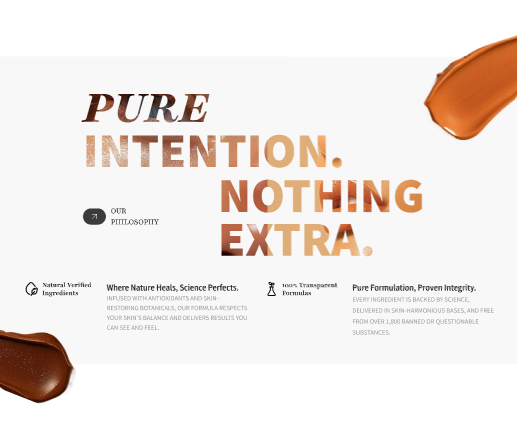 PURE
INTENTION.
NOTHING
EXTRA.
OUR
PHILOSOPHY
Natural Verified
Ingredients
Where Nature Heals, Science Perfects.
INFUSED WITH ANTIOXIDANTS AND SKIN-
RESTORING BOTANICALS, OUR FORMULA RESPECTS
YOUR SKIN'S BALANCE AND DELIVERS RESULTS YOU
CAN SEE AND FEEL.
100% Transparent
Formulas
Pure Formulation, Proven Integrity.
EVERY INGREDIENT IS BACKED BY SCIENCE,
DELIVERED IN SKIN-HARMONIOUS BASES, AND FREE
FROM OVER 1,800 BANNED OR QUESTIONABLE
SUBSTANCES.